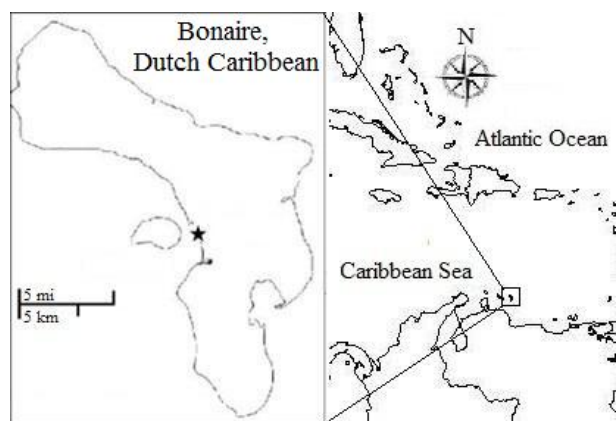 Bonaire,
Dutch Caribbean
5 mi
5 km
N
Atlantic Ocean
Caribbean Sea